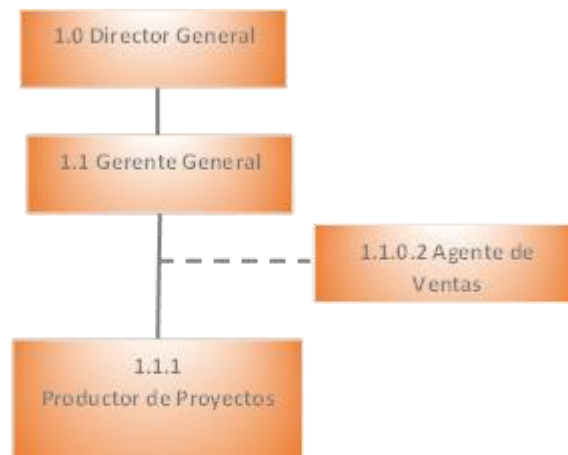 1.0 Director General
1.1 Gerente General
1.1.0.2 Agente de
Ventas
1.1.1
Productor de Proyectos